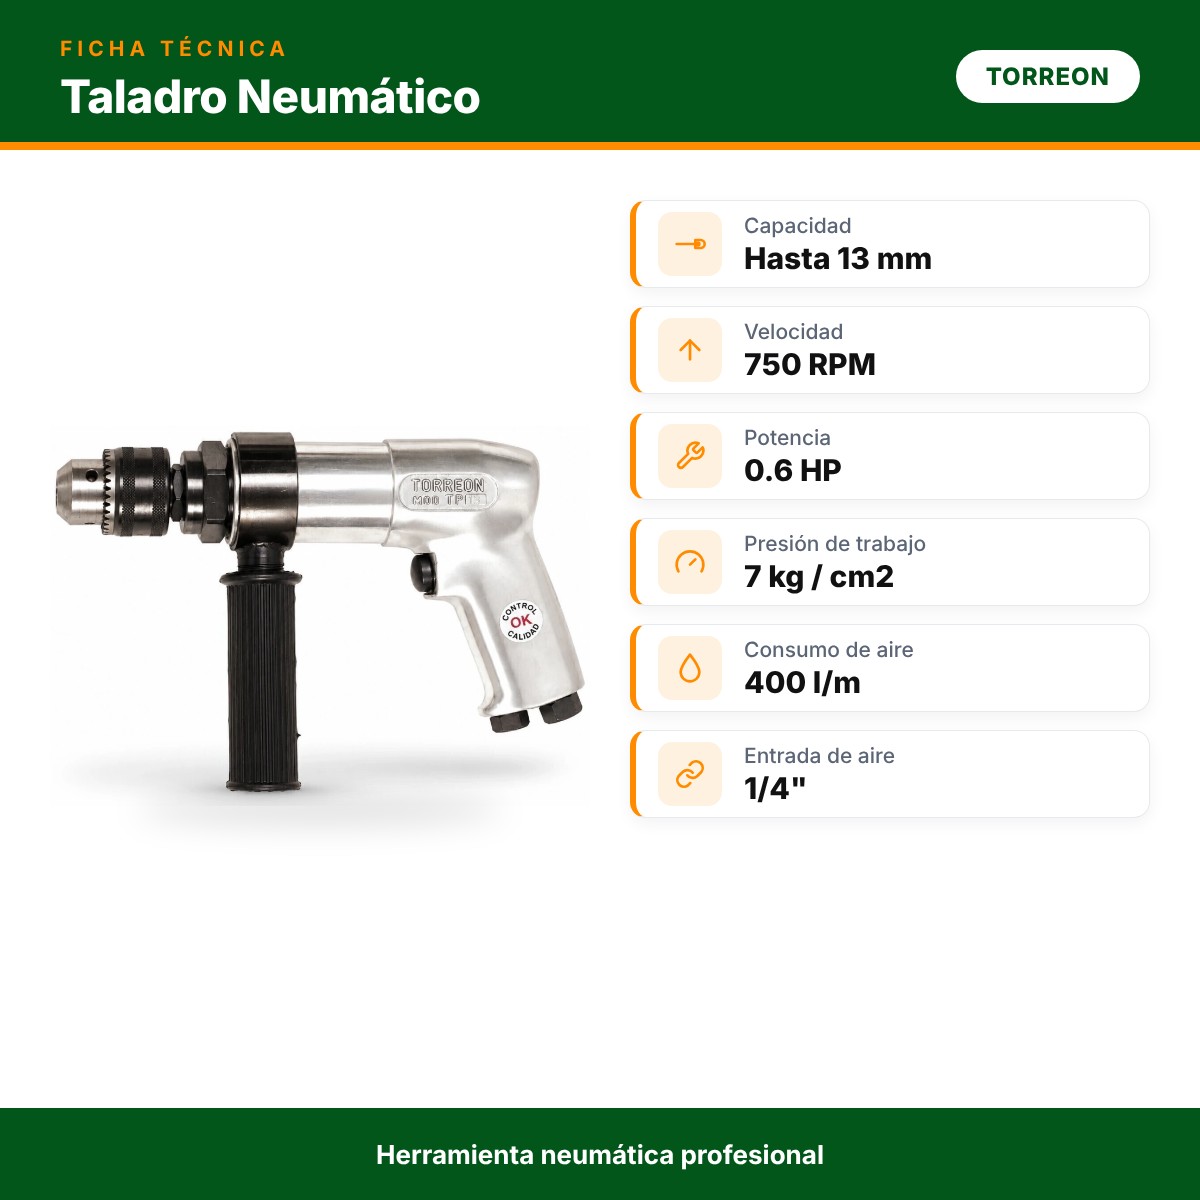 FICHA TÉCNICA
Taladro Neumático
TORREON
Capacidad
Hasta 13 mm
Velocidad
750 RPM
Potencia
0.6 HP
Presión de trabajo
7 kg / cm2
Consumo de aire
400 l/m
Entrada de aire
1/4"
TORREON
CONTROL
OK
CALIDAD
Herramienta neumática profesional